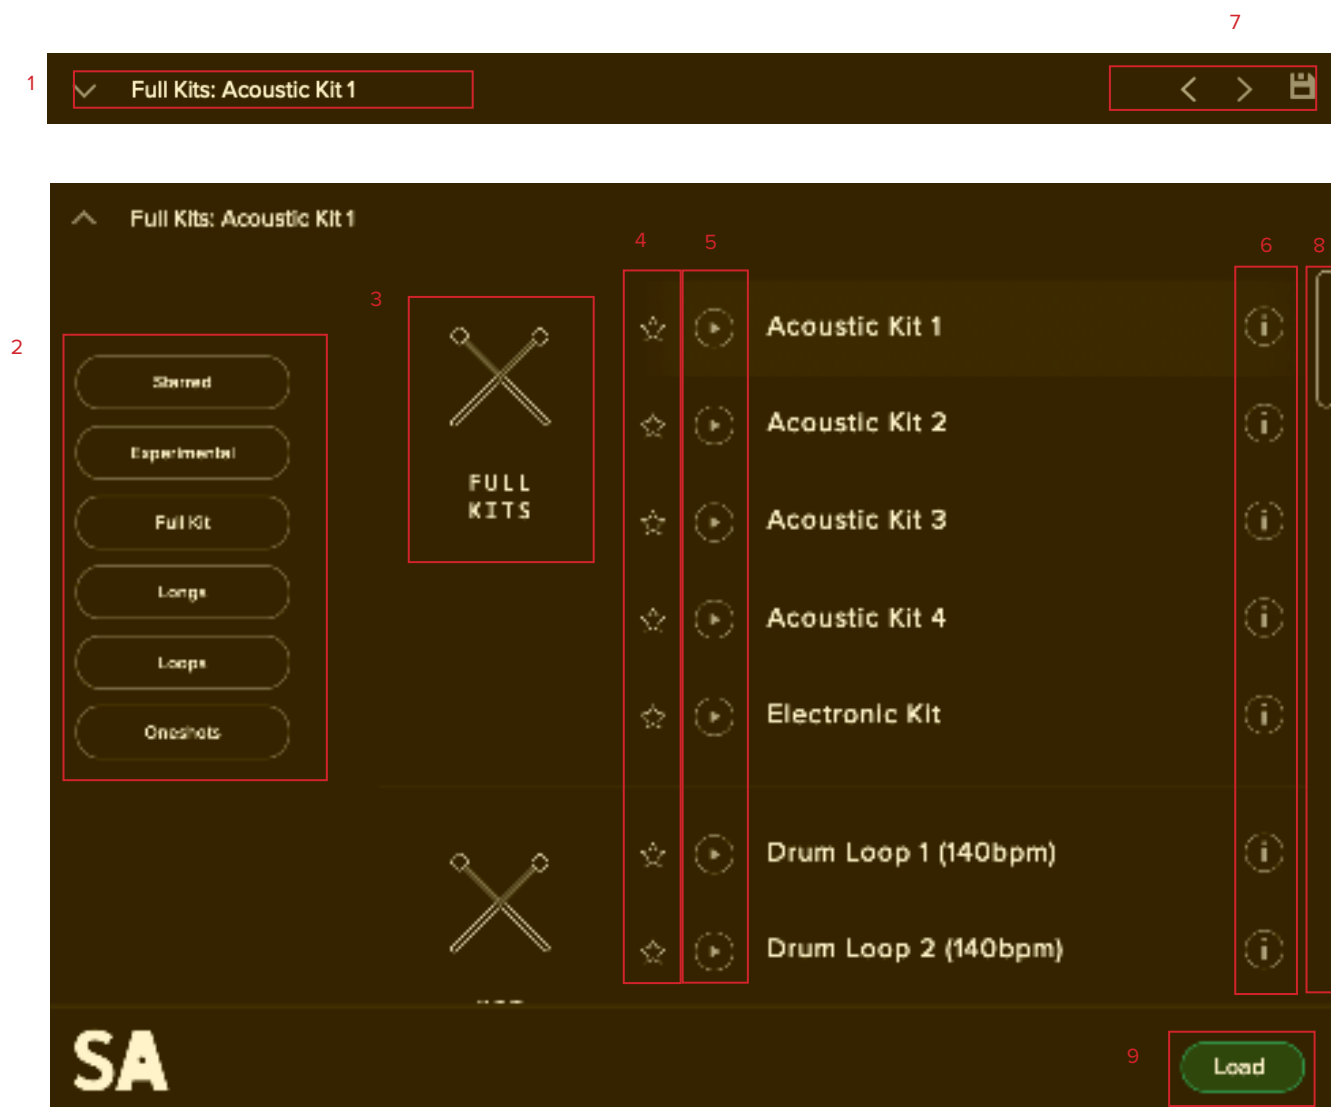 7
1
Full Kits: Acoustic Kit 1
Full Kits: Acoustic Kit 1
4
5
6
8
3
2
Starred
Experimental
Full Kit
Longs
Loops
Oneshots
FULL
KITS
Acoustic Kit 1
Acoustic Kit 2
Acoustic Kit 3
Acoustic Kit 4
Electronic Kit
Drum Loop 1 (140bpm)
Drum Loop 2 (140bpm)
SA
9
Load